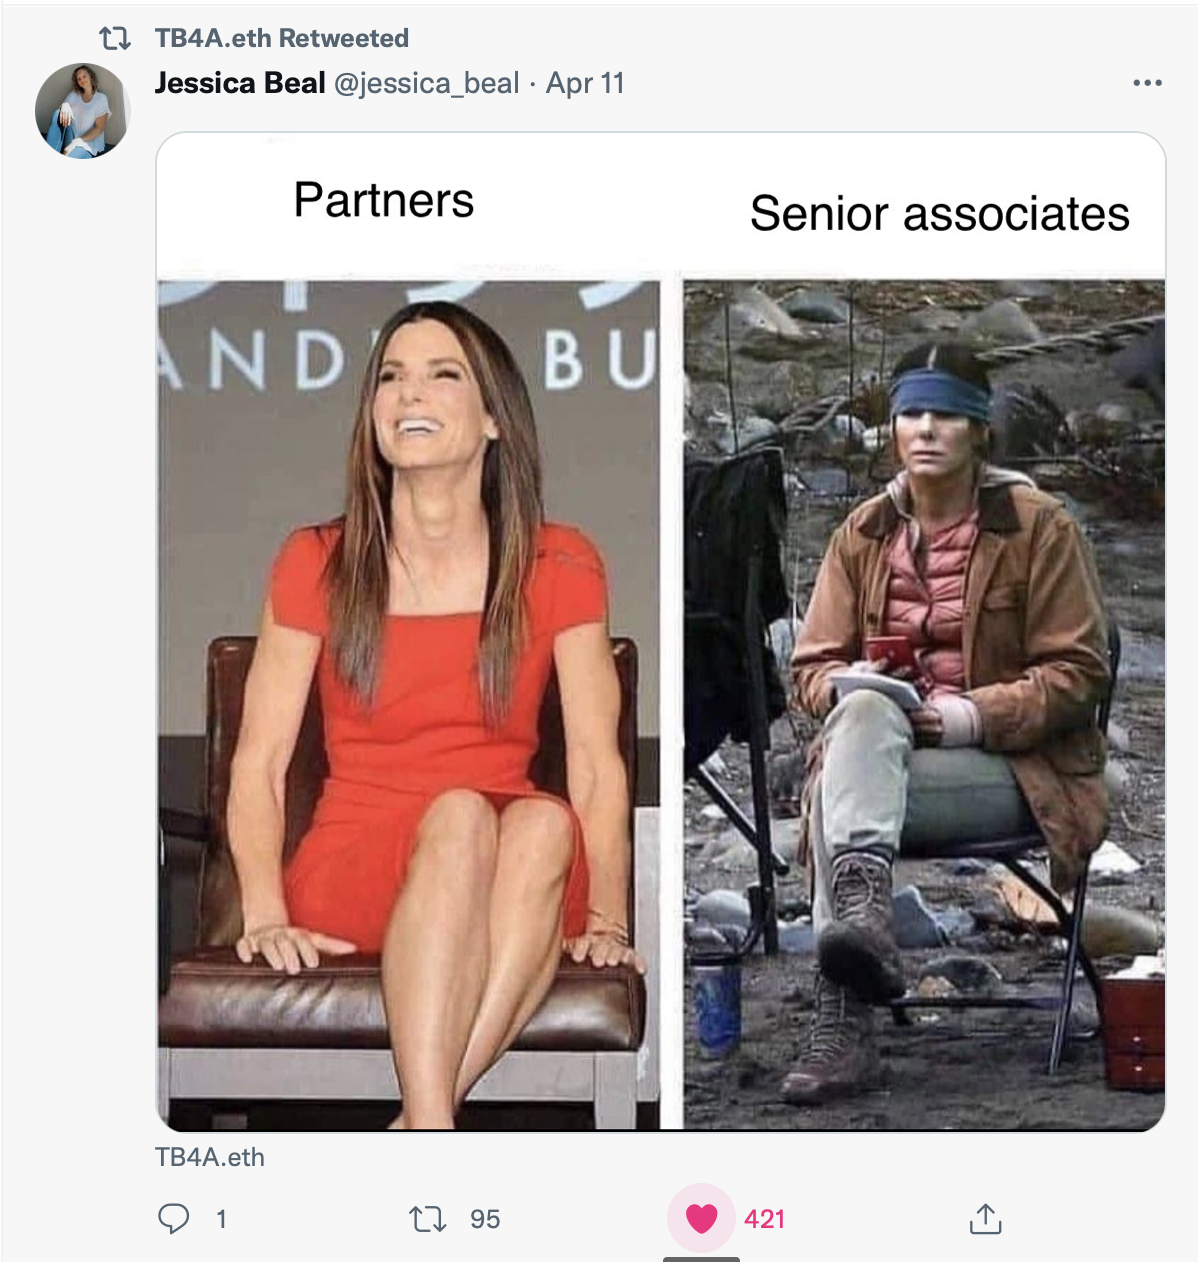 TB4A.eth Retweeted
Jessica Beal @jessica_beal · Apr 11
Partners
Senior associates
AND BU
TB4A.eth
1 95 421